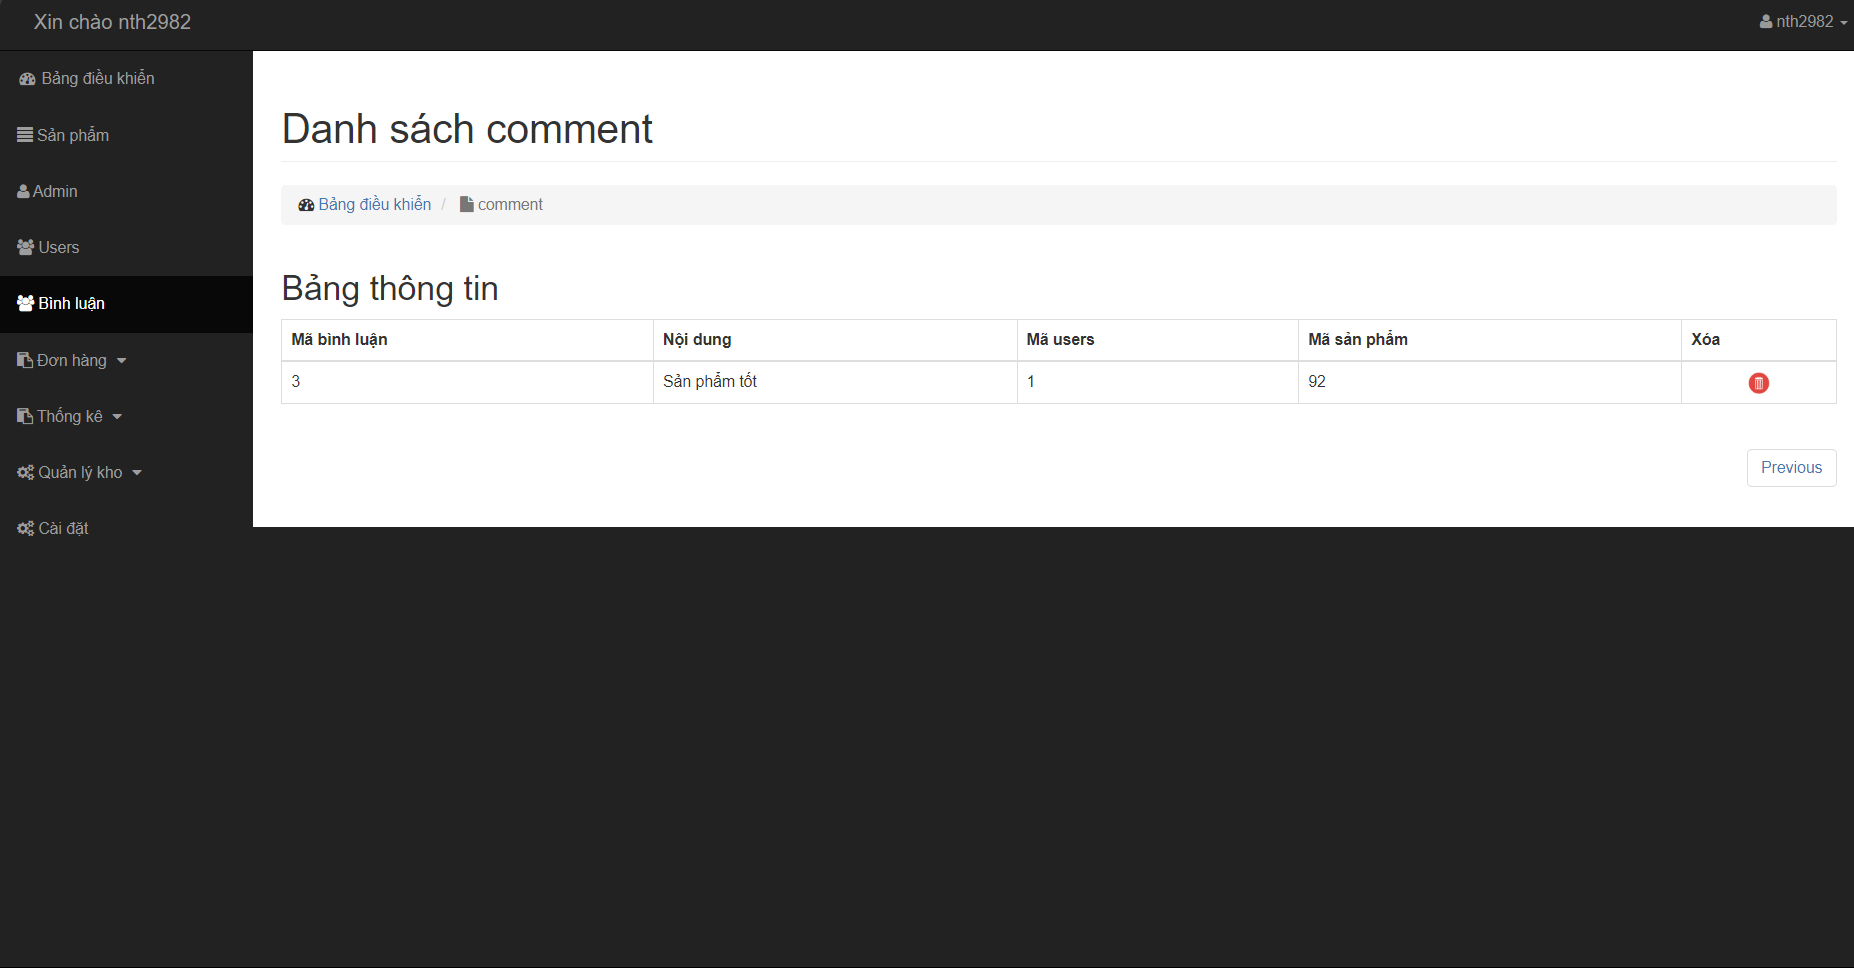 Xin chào nth2982
nth2982
Bảng điều khiển
Sản phẩm
Admin
Users
Bình luận
Đơn hàng
Thống kê
Quản lý kho
Cài đặt
Danh sách comment
Bảng điều khiển / comment
Bảng thông tin
Mã bình luận Nội dung Mã users Mã sản phẩm Xóa
3 Sản phẩm tốt 1 92
Previous